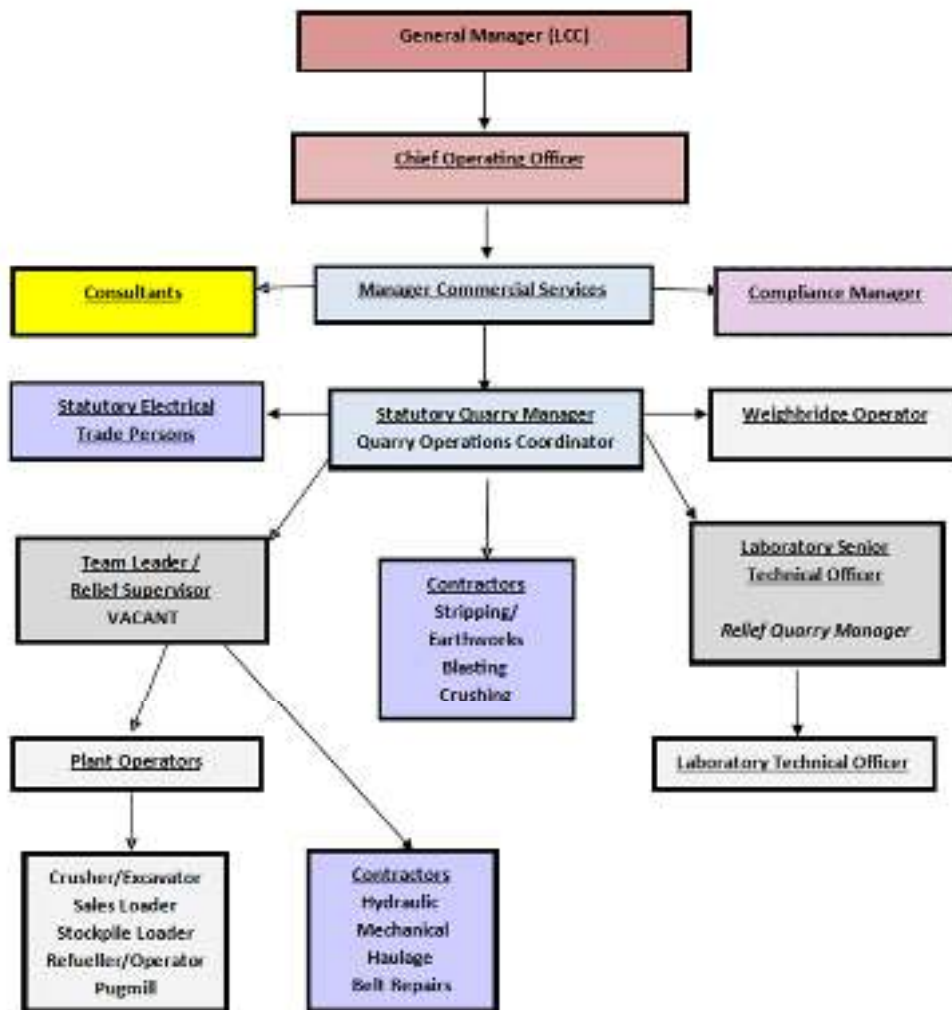 General Manager (LCC)
Chief Operating Officer
Consultants
Manager Commercial Services
Compliance Manager
Statutory Electrical
Trade Persons
Statutory Quarry Manager
Quarry Operations Coordinator
Weighbridge Operator
Team Leader /
Relief Supervisor
VACANT
Contractors
Stripping/
Earthworks
Blasting
Crushing
Laboratory Senior
Technical Officer
Relief Quarry Manager
Plant Operators
Laboratory Technical Officer
Crusher/Excavator
Sales Loader
Stockpile Loader
Refueller/Operator
Pugmill
Contractors
Hydraulic
Mechanical
Haulage
Belt Repairs